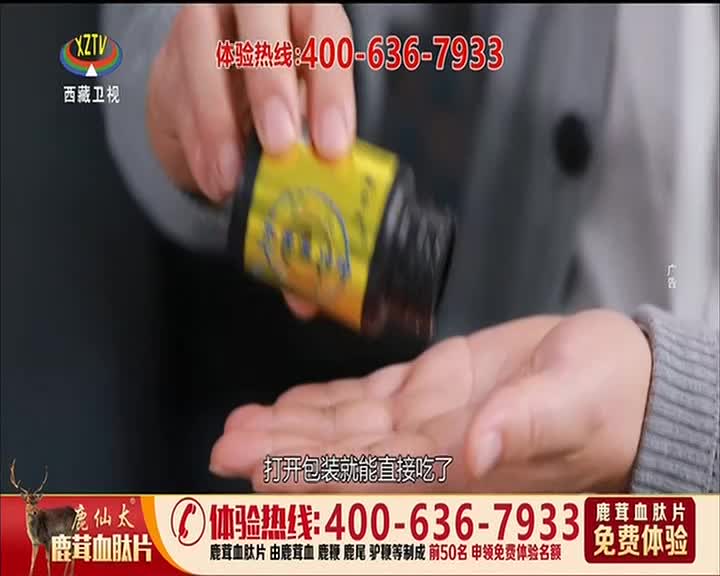 体验热线:400-636-7933
XZTV
西藏卫视
广告
打开包装就能直接吃了
鹿仙太®
鹿茸血肽片
体验热线:400-636-7933
鹿茸血肽片 由鹿茸血 鹿鞭 鹿尾 驴鞭等制成 前50名 申领免费体验名额
鹿茸血肽片
免费体验